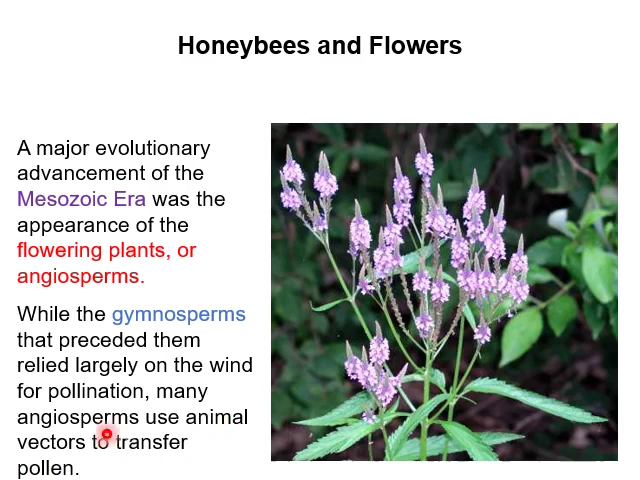 Honeybees and Flowers
A major evolutionary
advancement of the
Mesozoic Era was the
appearance of the
flowering plants, or
angiosperms.
While the gymnosperms
that preceded them
relied largely on the wind
for pollination, many
angiosperms use animal
vectors to transfer
pollen.